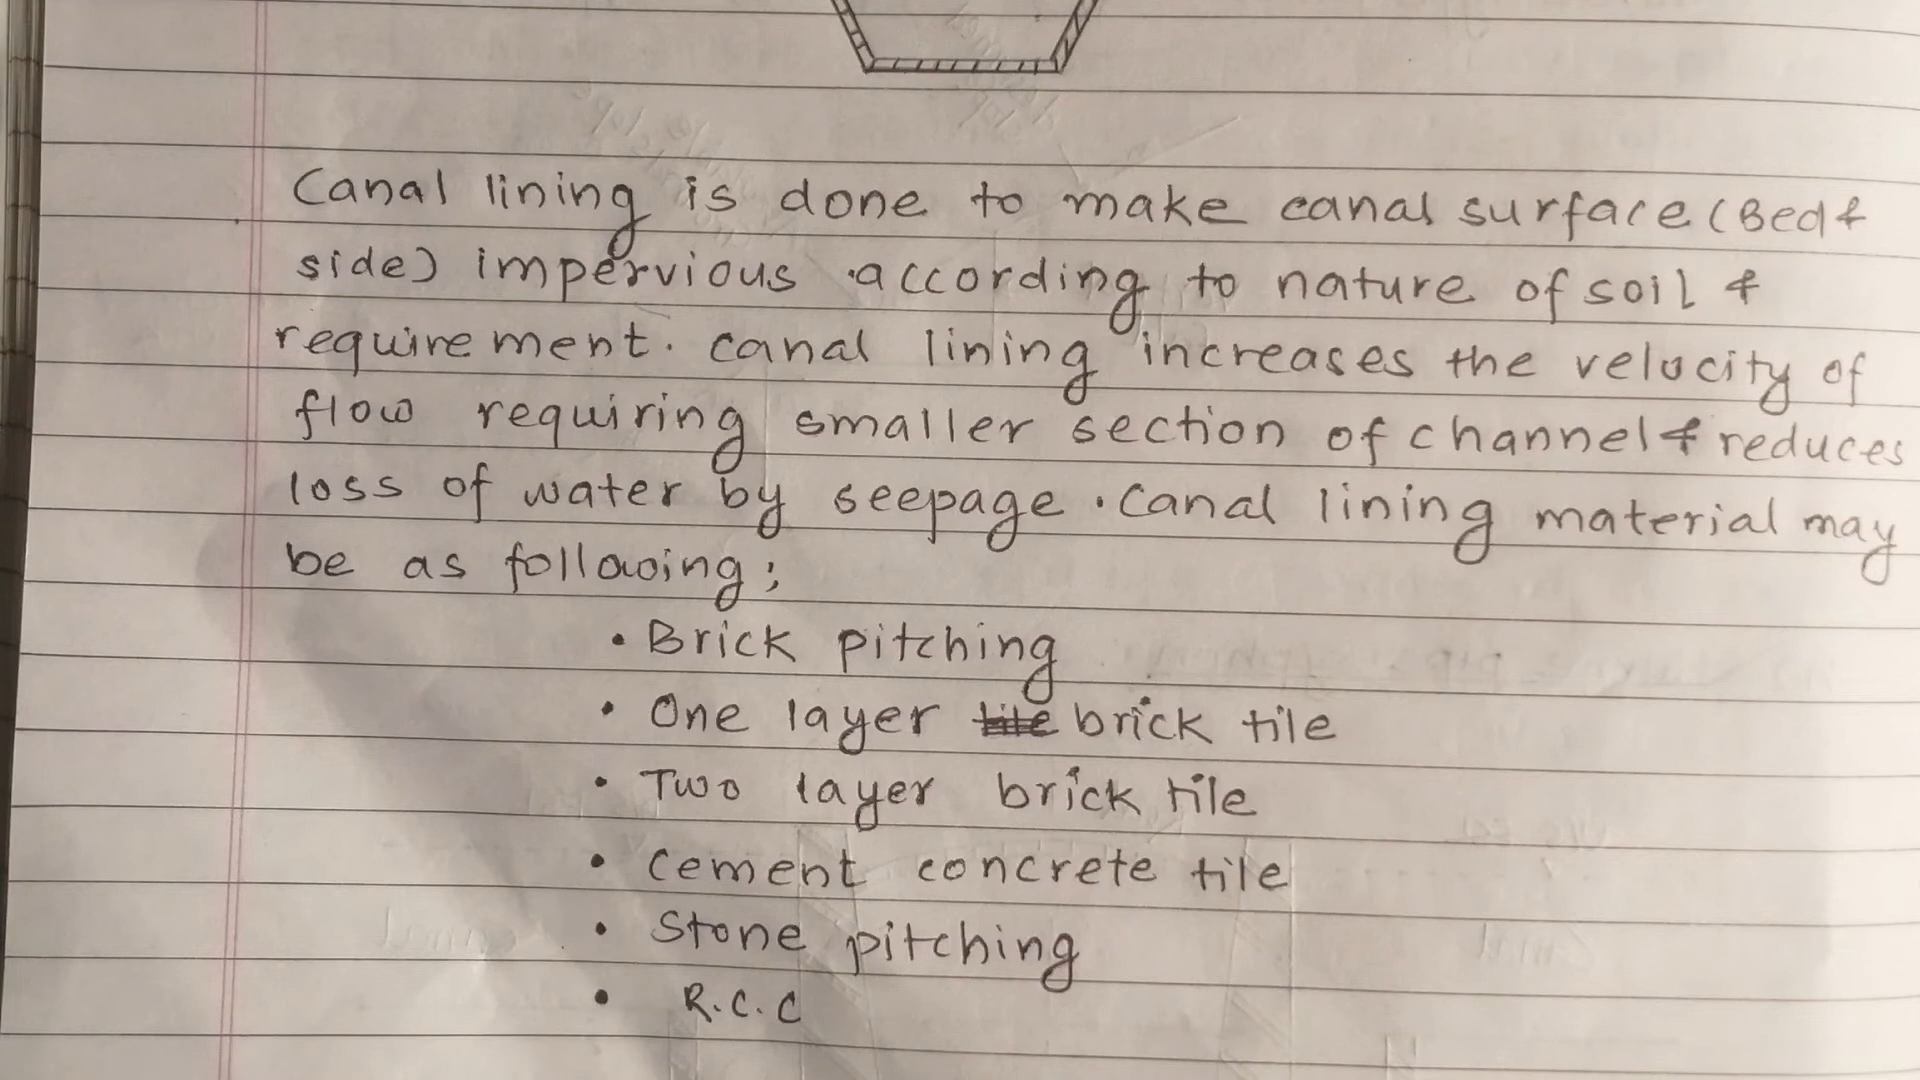 Canal lining is done to make canal surface (Bed &
side) impervious according to nature of soil &
requirement. canal lining increases the velocity of
flow requiring smaller section of channel & reduces
loss of water by seepage. Canal lining material may
be as following;
• Brick pitching
• One layer brick tile
• Two layer brick tile
• cement concrete tile
• Stone pitching
• R.C.C